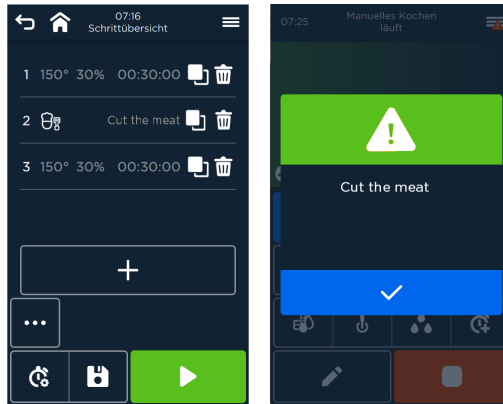 07:16
Schrittübersicht
1 150° 30% 00:30:00
2 Cut the meat
3 150° 30% 00:30:00
07:25
Manuelles Kochen
läuft
Cut the meat